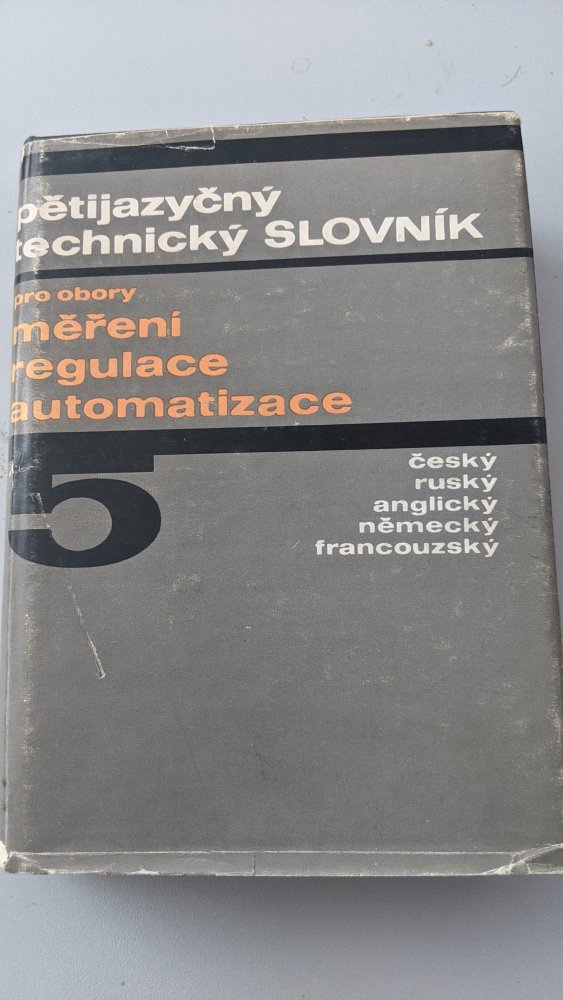 pětijazyčný
technický SLOVNÍK
pro obory
měření
regulace
automatizace
5
český
ruský
anglický
německý
francouzský